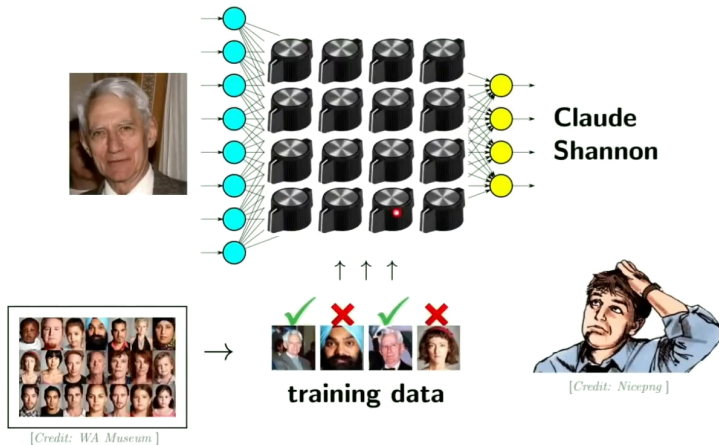 Claude
Shannon
training data
[Credit: WA Museum ]
[Credit: Nicepng ]